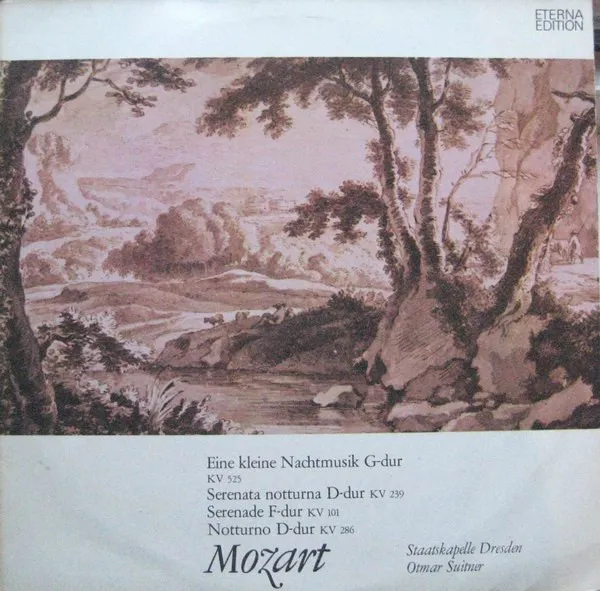 ETERNA
EDITION
Eine kleine Nachtmusik G-dur
KV 525
Serenata notturna D-dur KV 239
Serenade F-dur KV 101
Notturno D-dur KV 286
Mozart
Staatskapelle Dresden
Otmar Suitner